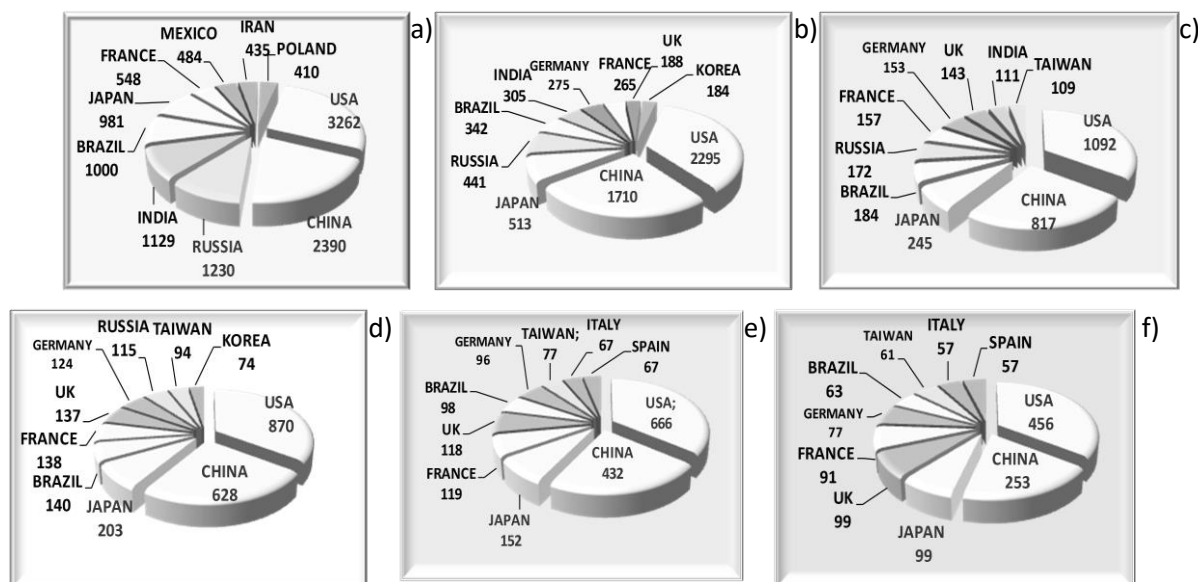 a)
MEXICO
484
IRAN
435
POLAND
410
FRANCE
548
JAPAN
981
BRAZIL
1000
INDIA
1129
RUSSIA
1230
CHINA
2390
USA
3262
b)
UK
188
FRANCE
265
KOREA
184
GERMANY
275
INDIA
305
BRAZIL
342
RUSSIA
441
JAPAN
513
CHINA
1710
USA
2295
c)
GERMANY
153
UK
143
INDIA
111
TAIWAN
109
FRANCE
157
RUSSIA
172
BRAZIL
184
JAPAN
245
CHINA
817
USA
1092
d)
RUSSIA
115
TAIWAN
94
KOREA
74
GERMANY
124
UK
137
FRANCE
138
BRAZIL
140
JAPAN
203
CHINA
628
USA
870
e)
GERMANY
96
TAIWAN;
77
ITALY
67
SPAIN
67
BRAZIL
98
UK
118
FRANCE
119
JAPAN
152
CHINA
432
USA;
666
f)
TAIWAN
61
ITALY
57
SPAIN
57
BRAZIL
63
GERMANY
77
FRANCE
91
UK
99
JAPAN
99
CHINA
253
USA
456